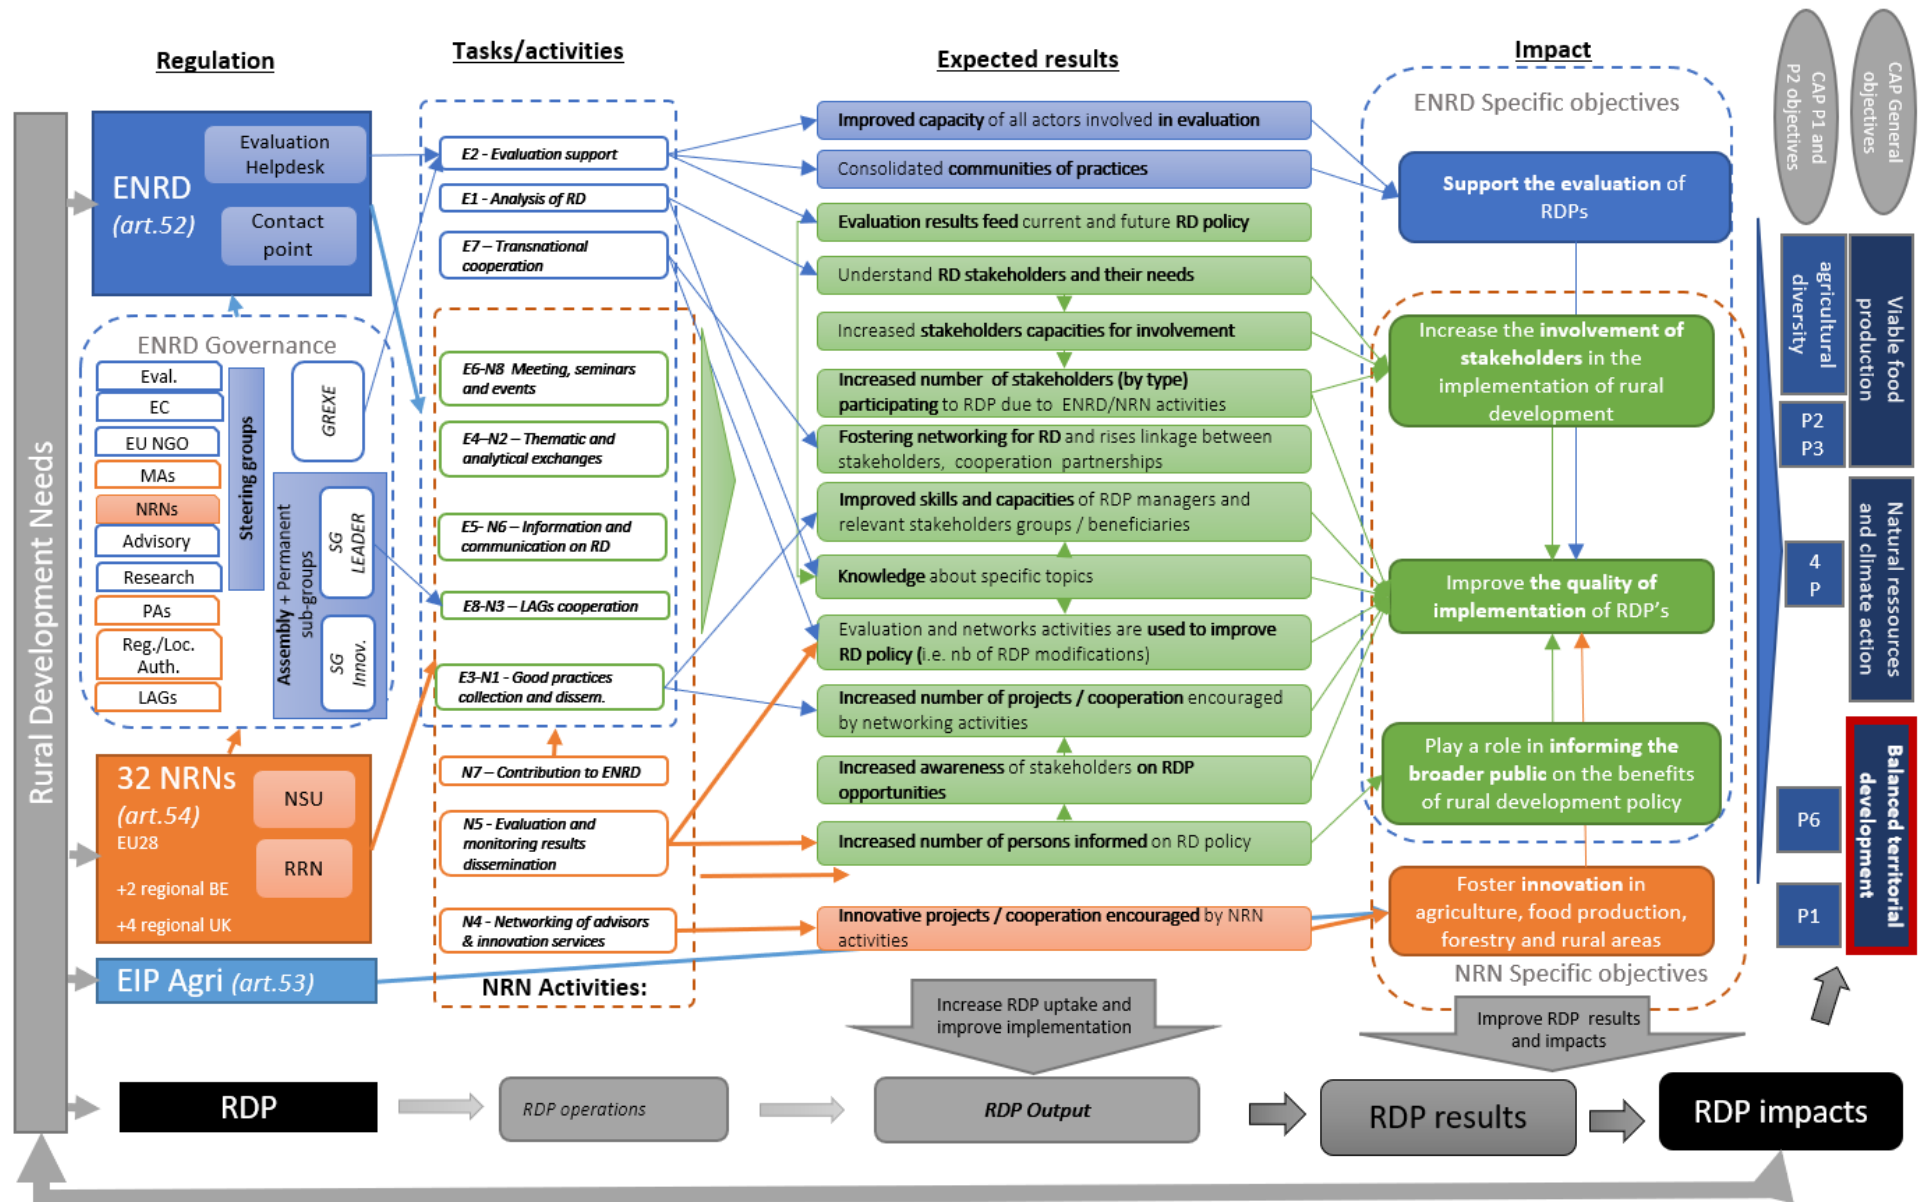 Regulation
Tasks/activities
Expected results
Impact
CAP P1 and
P2 objectives
CAP General
objectives
Rural Development Needs
ENRD
(art.52)
Evaluation
Helpdesk
Contact
point
ENRD Governance
Eval.
EC
EU NGO
MAs
NRNs
Advisory
Research
PAs
Reg./Loc.
Auth.
LAGs
Steering groups
GREXE
Assembly + Permanent
sub-groups
SG
LEADER
SG
Innov.
32 NRNs
(art.54)
EU28
+2 regional BE
+4 regional UK
NSU
RRN
EIP Agri (art.53)
E2 - Evaluation support
E1 - Analysis of RD
E7 – Transnational
cooperation
E6-N8 Meeting, seminars
and events
E4–N2 – Thematic and
analytical exchanges
E5- N6 – Information and
communication on RD
E8-N3 – LAGs cooperation
E3-N1 - Good practices
collection and dissem.
N7 – Contribution to ENRD
N5 - Evaluation and
monitoring results
dissemination
N4 - Networking of advisors
& innovation services
NRN Activities:
Improved capacity of all actors involved in evaluation
Consolidated communities of practices
Evaluation results feed current and future RD policy
Understand RD stakeholders and their needs
Increased stakeholders capacities for involvement
Increased number of stakeholders (by type)
participating to RDP due to ENRD/NRN activities
Fostering networking for RD and rises linkage between
stakeholders, cooperation partnerships
Improved skills and capacities of RDP managers and
relevant stakeholders groups / beneficiaries
Knowledge about specific topics
Evaluation and networks activities are used to improve
RD policy (i.e. nb of RDP modifications)
Increased number of projects / cooperation encouraged
by networking activities
Increased awareness of stakeholders on RDP
opportunities
Increased number of persons informed on RD policy
Innovative projects / cooperation encouraged by NRN
activities
ENRD Specific objectives
Support the evaluation of
RDPs
Increase the involvement of
stakeholders in the
implementation of rural
development
Improve the quality of
implementation of RDP's
Play a role in informing the
broader public on the benefits
of rural development policy
Foster innovation in
agriculture, food production,
forestry and rural areas
NRN Specific objectives
agricultural
diversity
P2
P3
4
P
P6
P1
Viable food
production
Natural ressources
and climate action
Balanced territorial
development
Increase RDP uptake and
improve implementation
Improve RDP results
and impacts
RDP
RDP operations
RDP Output
RDP results
RDP impacts